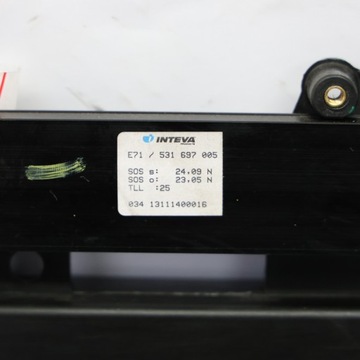 INTEVA
E71 / 531 697 005
SOS s: 24.09 N
SOS o: 23.05 N
TLL :25
034 13111400016